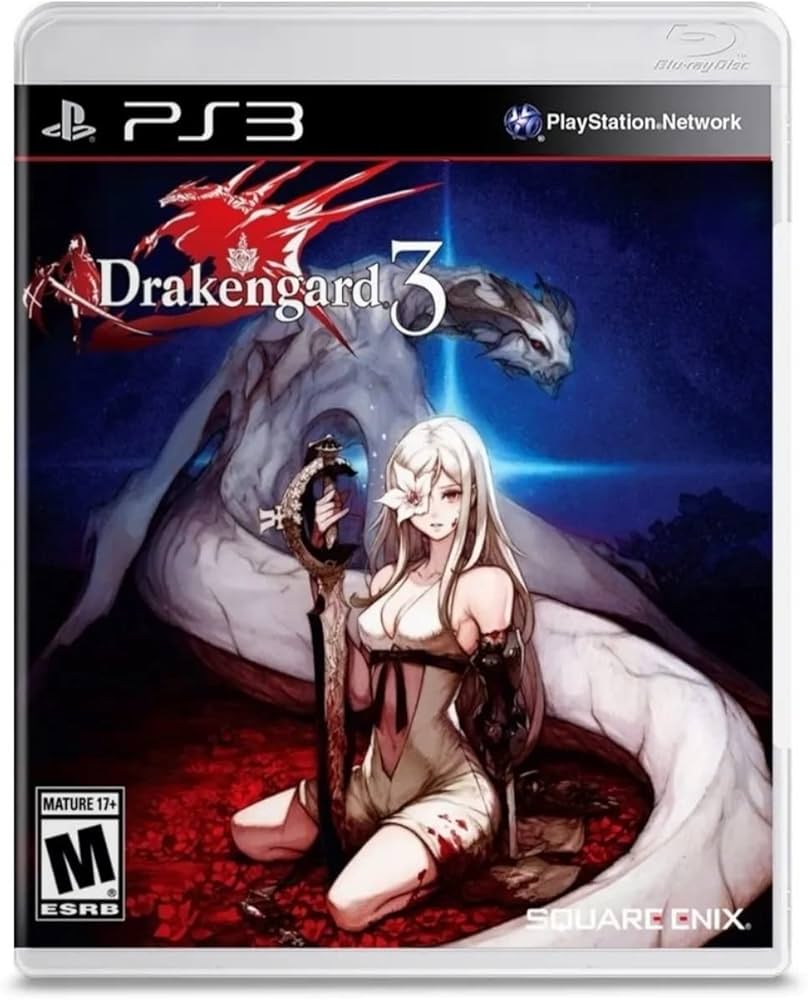 Blu-ray Disc
PS3
PlayStation®Network
Drakengard®3
MATURE 17+
M
ESRB
SQUARE ENIX®